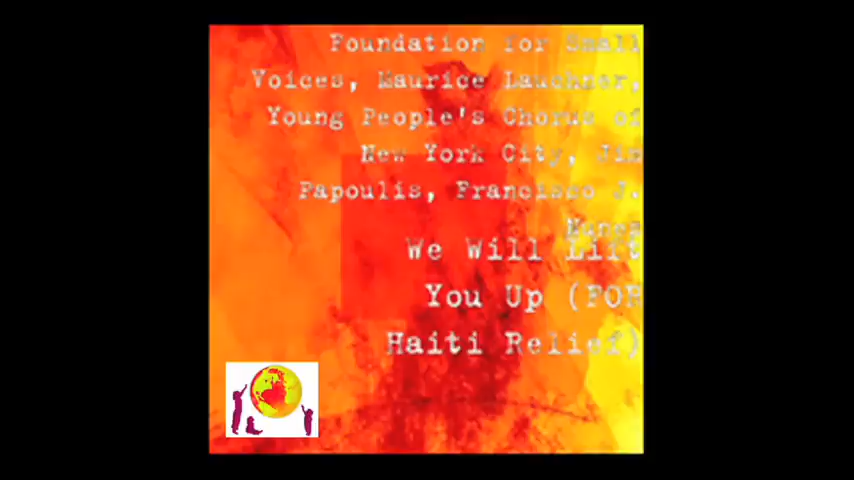 Foundation for Small
Voices, Maurice Lauchner,
Young People's Chorus of
New York City, Jim
Papoulis, Francisco J.
Nunes
We Will Lift
You Up (FOR
Haiti Relief)